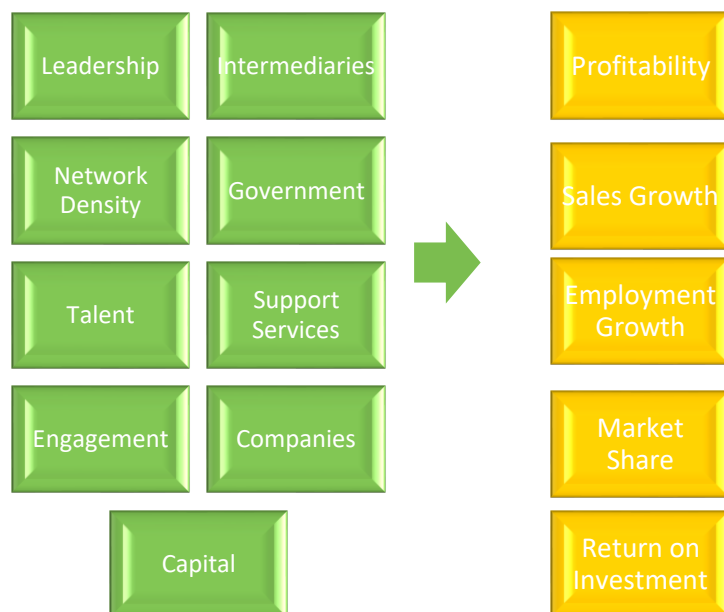 Leadership
Intermediaries
Profitability
Network
Density
Government
Sales Growth
Talent
Support
Services
Employment
Growth
Engagement
Companies
Market
Share
Capital
Return on
Investment